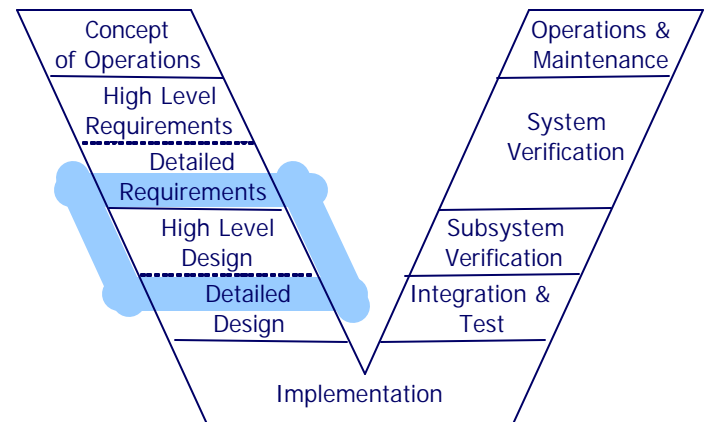 Concept
of Operations
High Level
Requirements
Detailed
Requirements
High Level
Design
Detailed
Design
Implementation
Operations &
Maintenance
System
Verification
Subsystem
Verification
Integration &
Test